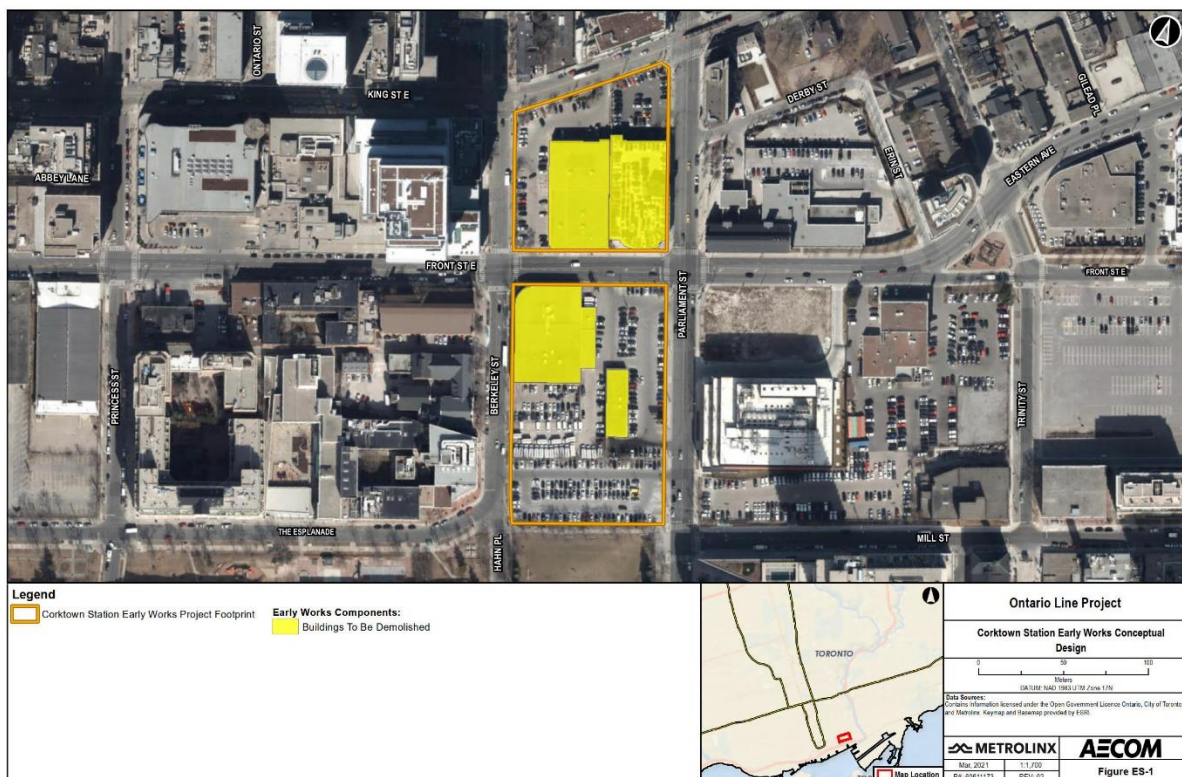 ONTARIO ST
KING ST E
DERBY ST
GILEAD PL
ERIN ST
EASTERN AVE
ABBEY LANE
FRONT ST E
FRONT ST E
PARLIAMENT ST
BERKELEY ST
PRINCESS ST
TRINITY ST
THE ESPLANADE
HAHN PL
MILL ST
Legend
Corktown Station Early Works Project Footprint
Early Works Components:
Buildings To Be Demolished
TORONTO
Map Location
Ontario Line Project
Corktown Station Early Works Conceptual
Design
0 50 100
Meters
DATUM: NAD 1983 UTM Zone 17N
Data Sources:
Contains Information licensed under the Open Government Licence Ontario, City of Toronto
and Metrolinx. Keymap and Basemap provided by ESRI.
METROLINX
AECOM
Mar, 2021
1:1,700
Figure ES-1